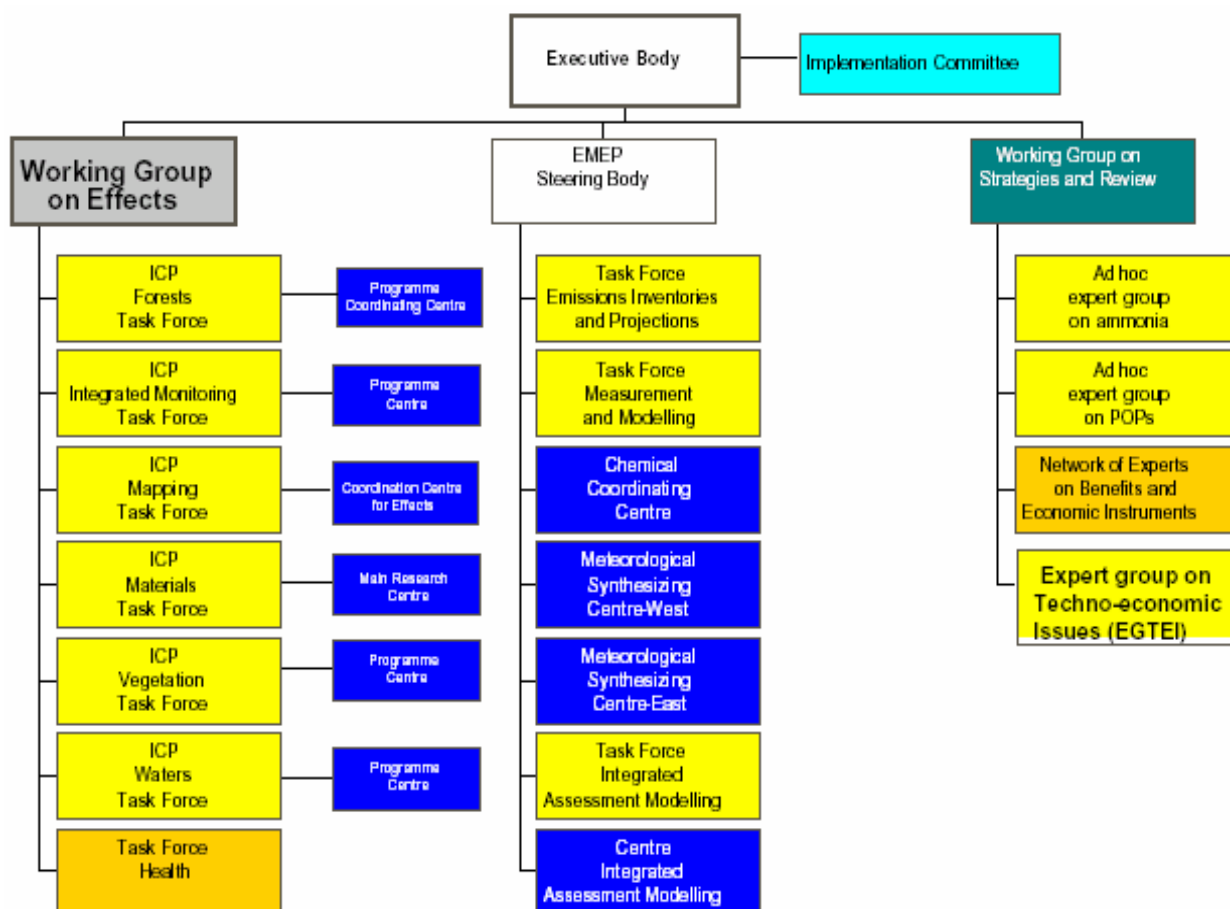 Executive Body
Implementation Committee
Working Group
on Effects
EMEP
Steering Body
Working Group on
Strategies and Review
ICP
Forests
Task Force
Programme
Coordinating Centre
ICP
Integrated Monitoring
Task Force
Programme
Centre
ICP
Mapping
Task Force
Coordination Centre
for Effects
ICP
Materials
Task Force
Main Research
Centre
ICP
Vegetation
Task Force
Programme
Centre
ICP
Waters
Task Force
Programme
Centre
Task Force
Health
Task Force
Emissions Inventories
and Projections
Task Force
Measurement
and Modelling
Chemical
Coordinating
Centre
Meteorological
Synthesizing
Centre-West
Meteorological
Synthesizing
Centre-East
Task Force
Integrated
Assessment Modelling
Centre
Integrated
Assessment Modelling
Ad hoc
expert group
on ammonia
Ad hoc
expert group
on POPs
Network of Experts
on Benefits and
Economic Instruments
Expert group on
Techno-economic
Issues (EGTEI)